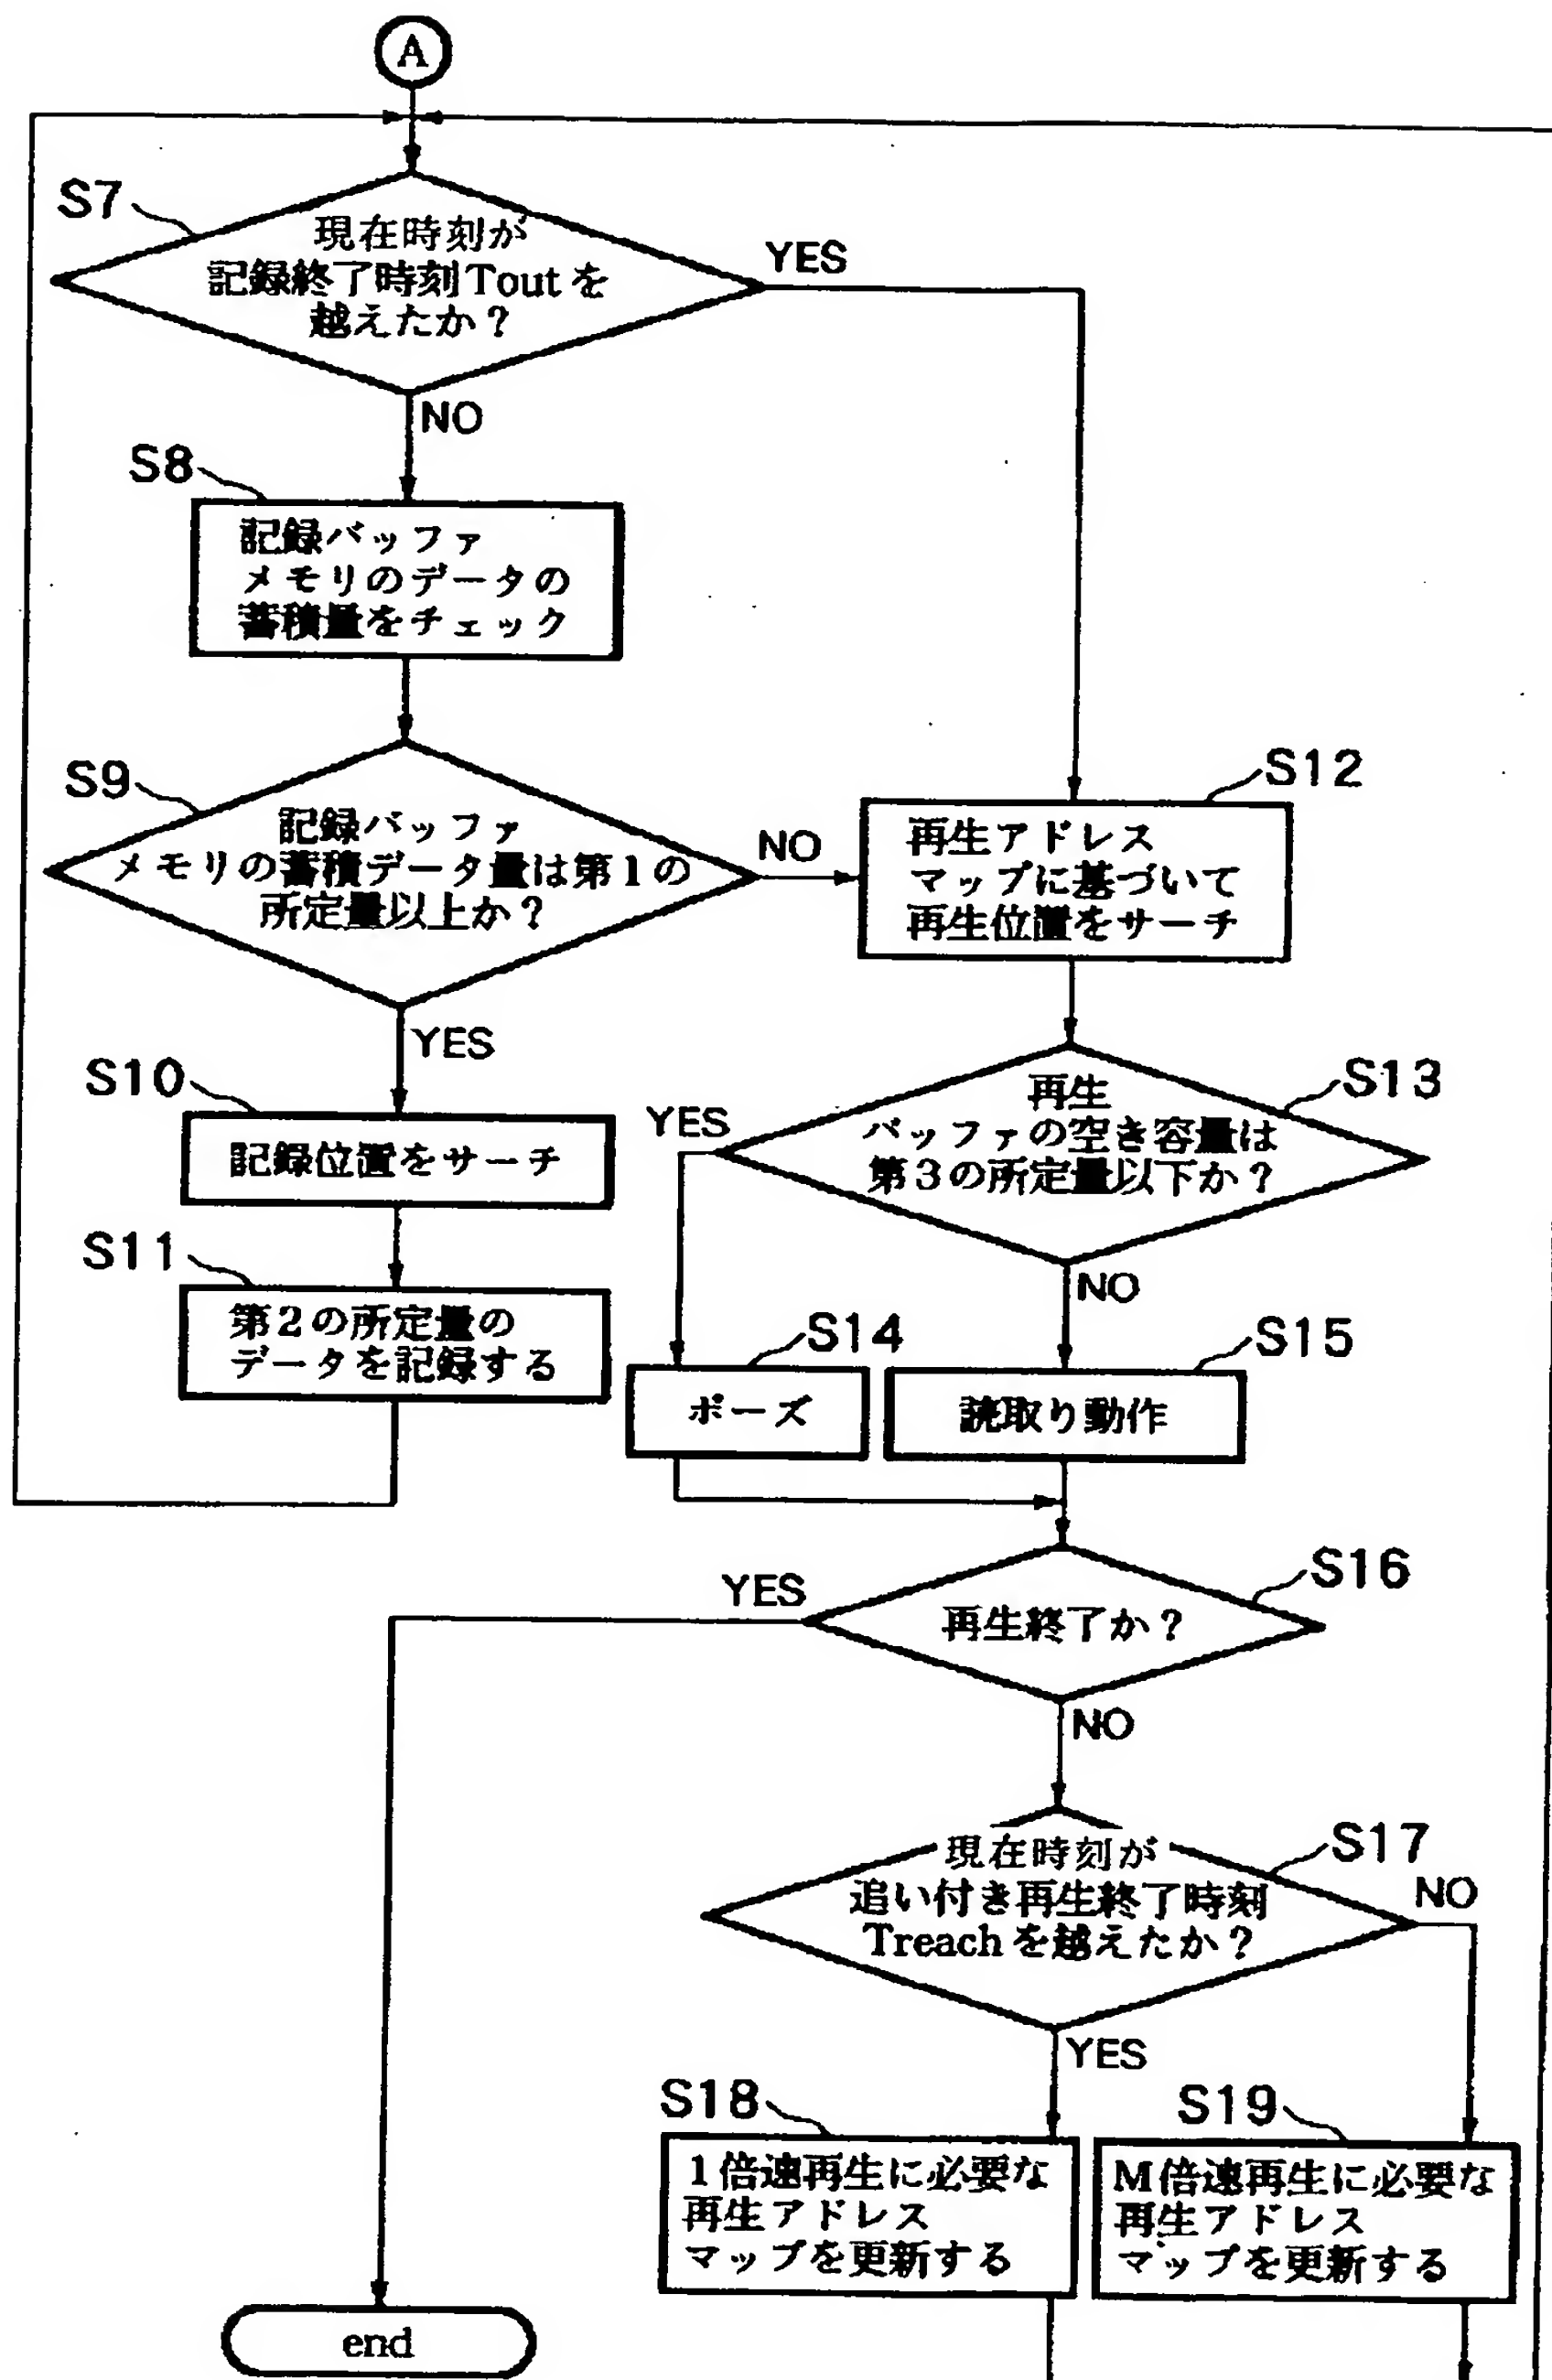 A
S7
現在時刻が
記録終了時刻Toutを
越えたか？
YES
NO
S8
記録バッファ
メモリのデータの
蓄積量をチェック
S9
記録バッファ
メモリの蓄積データ量は第1の
所定量以上か？
NO
YES
S12
再生アドレス
マップに基づいて
再生位置をサーチ
S10
記録位置をサーチ
S13
再生
バッファの空き容量は
第3の所定量以下か？
YES
NO
S11
第2の所定量の
データを記録する
S14
ポーズ
S15
読取り動作
S16
再生終了か？
YES
NO
S17
現在時刻が
追い付き再生終了時刻
Treachを越えたか？
NO
YES
S18
1倍速再生に必要な
再生アドレス
マップを更新する
S19
M倍速再生に必要な
再生アドレス
マップを更新する
end